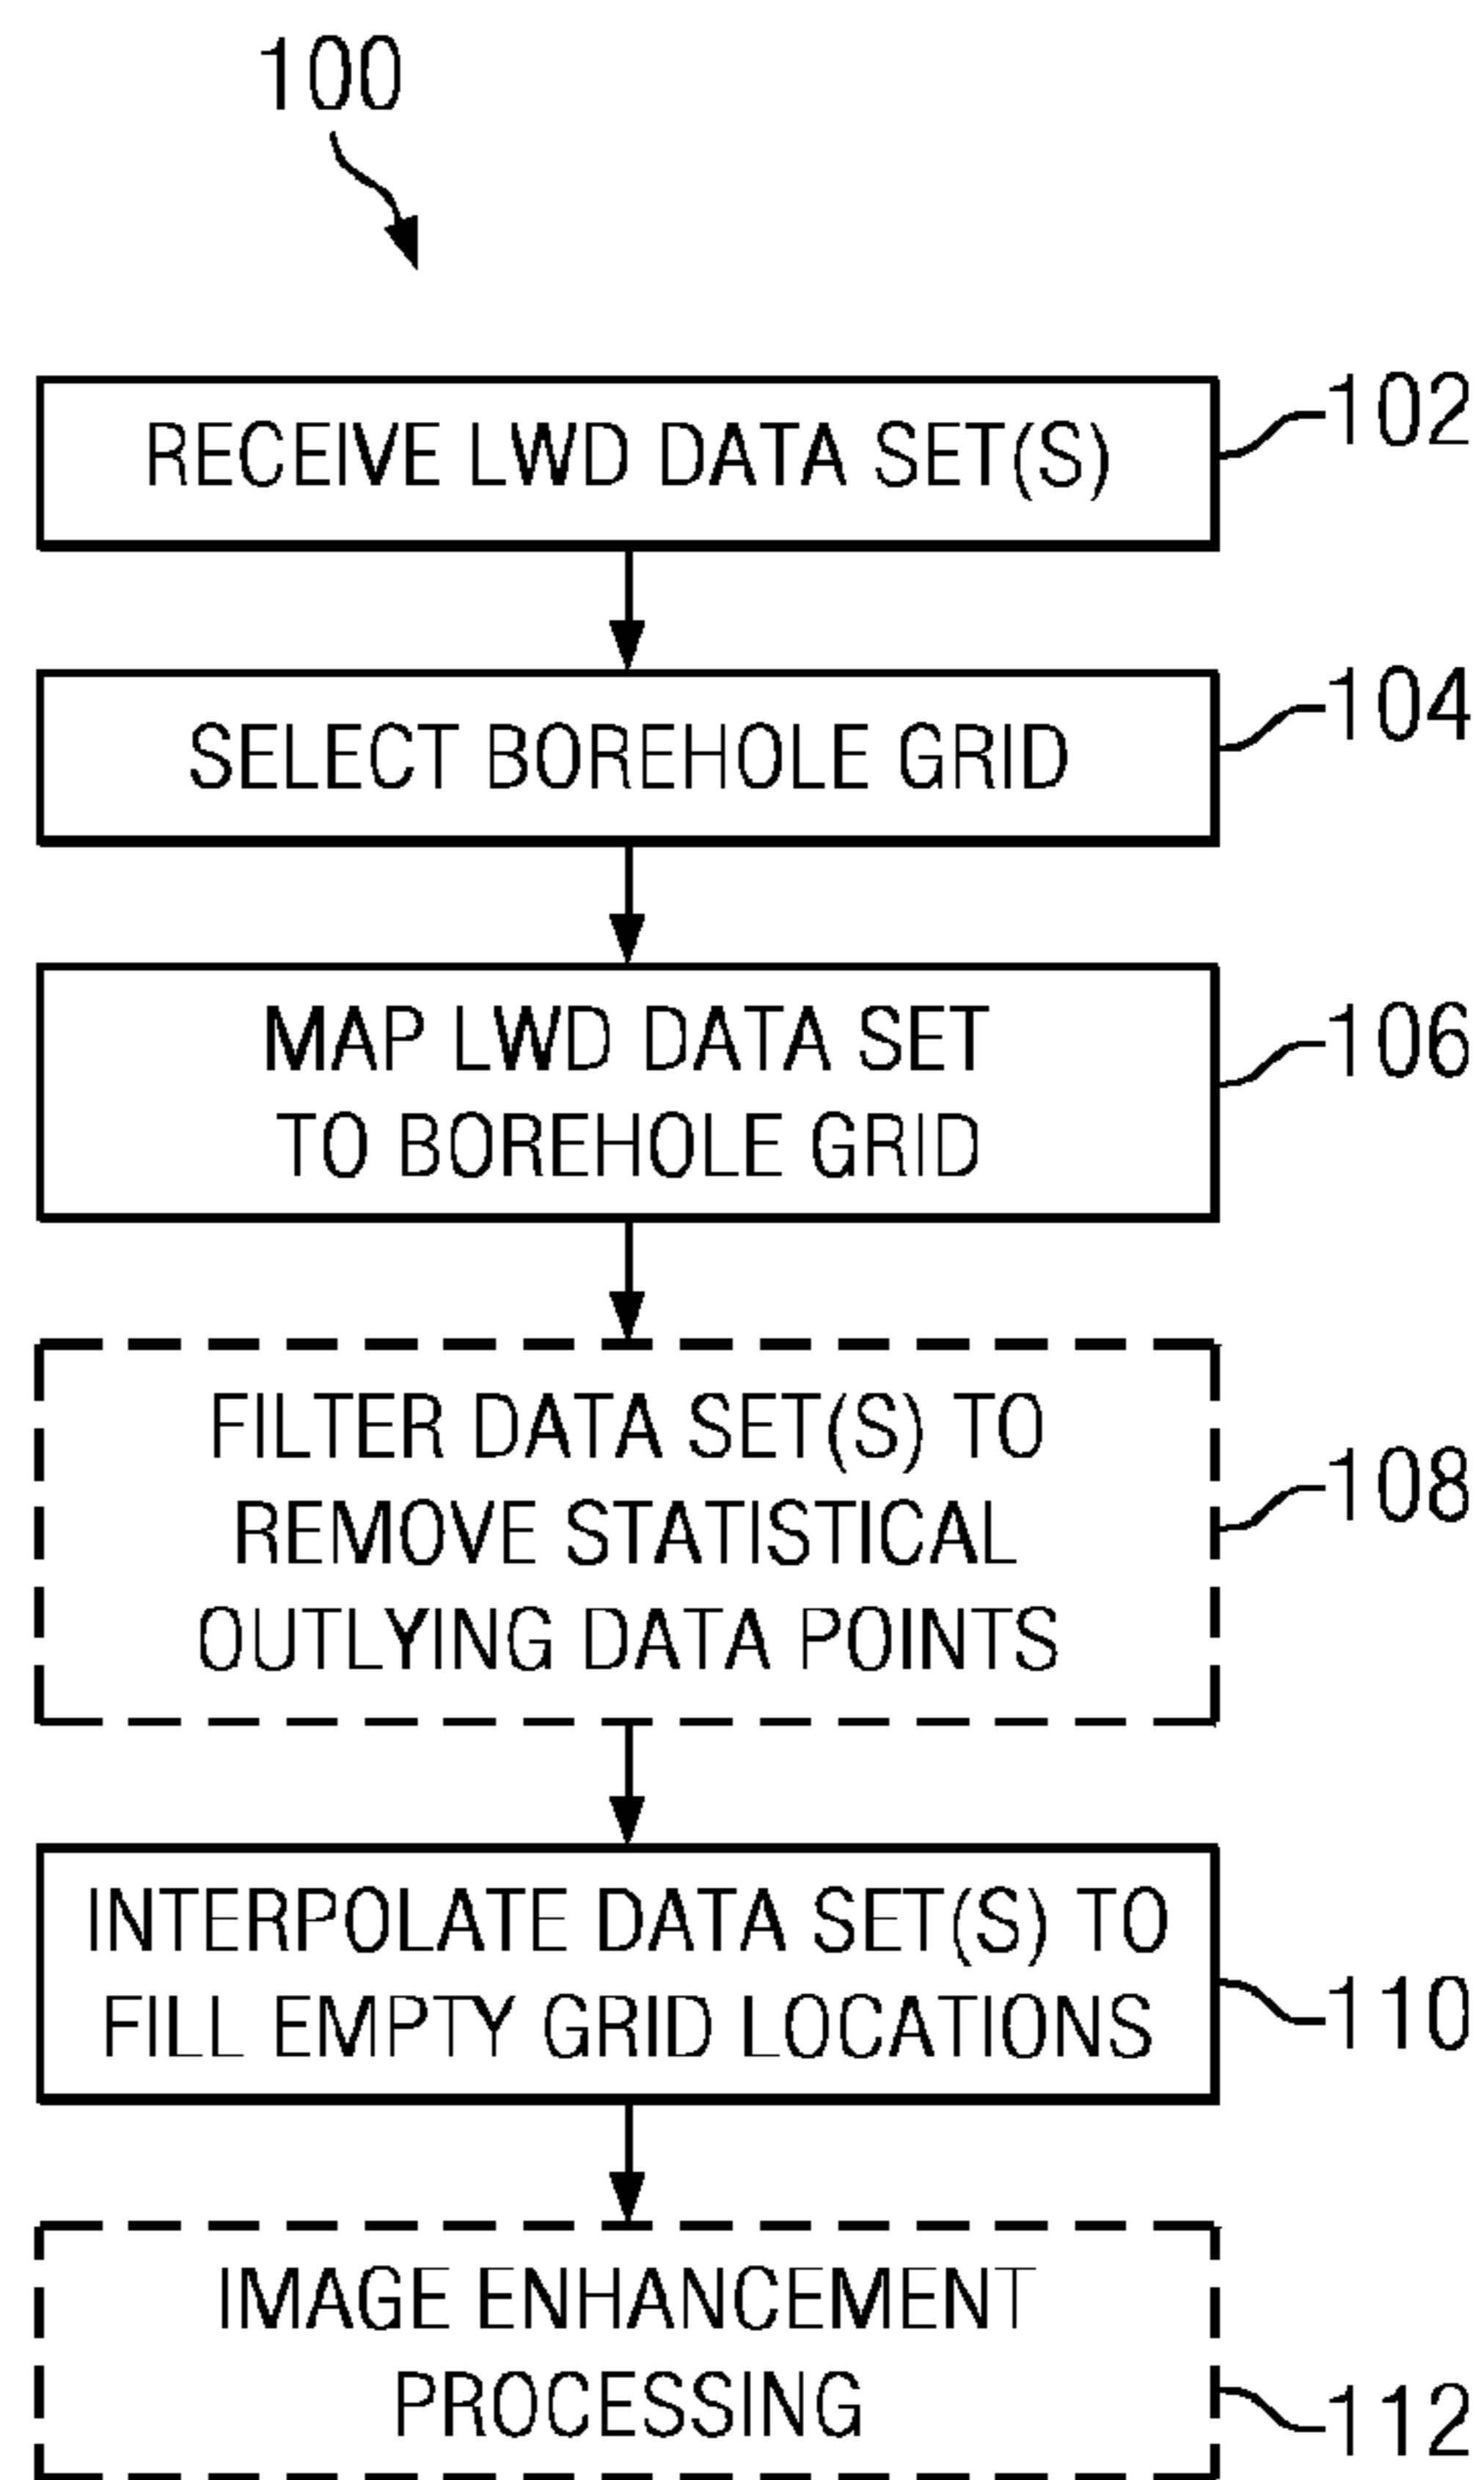 100
RECEIVE LWD DATA SET(S)
102
SELECT BOREHOLE GRID
104
MAP LWD DATA SET
TO BOREHOLE GRID
106
FILTER DATA SET(S) TO
REMOVE STATISTICAL
OUTLYING DATA POINTS
108
INTERPOLATE DATA SET(S) TO
FILL EMPTY GRID LOCATIONS
110
IMAGE ENHANCEMENT
PROCESSING
112